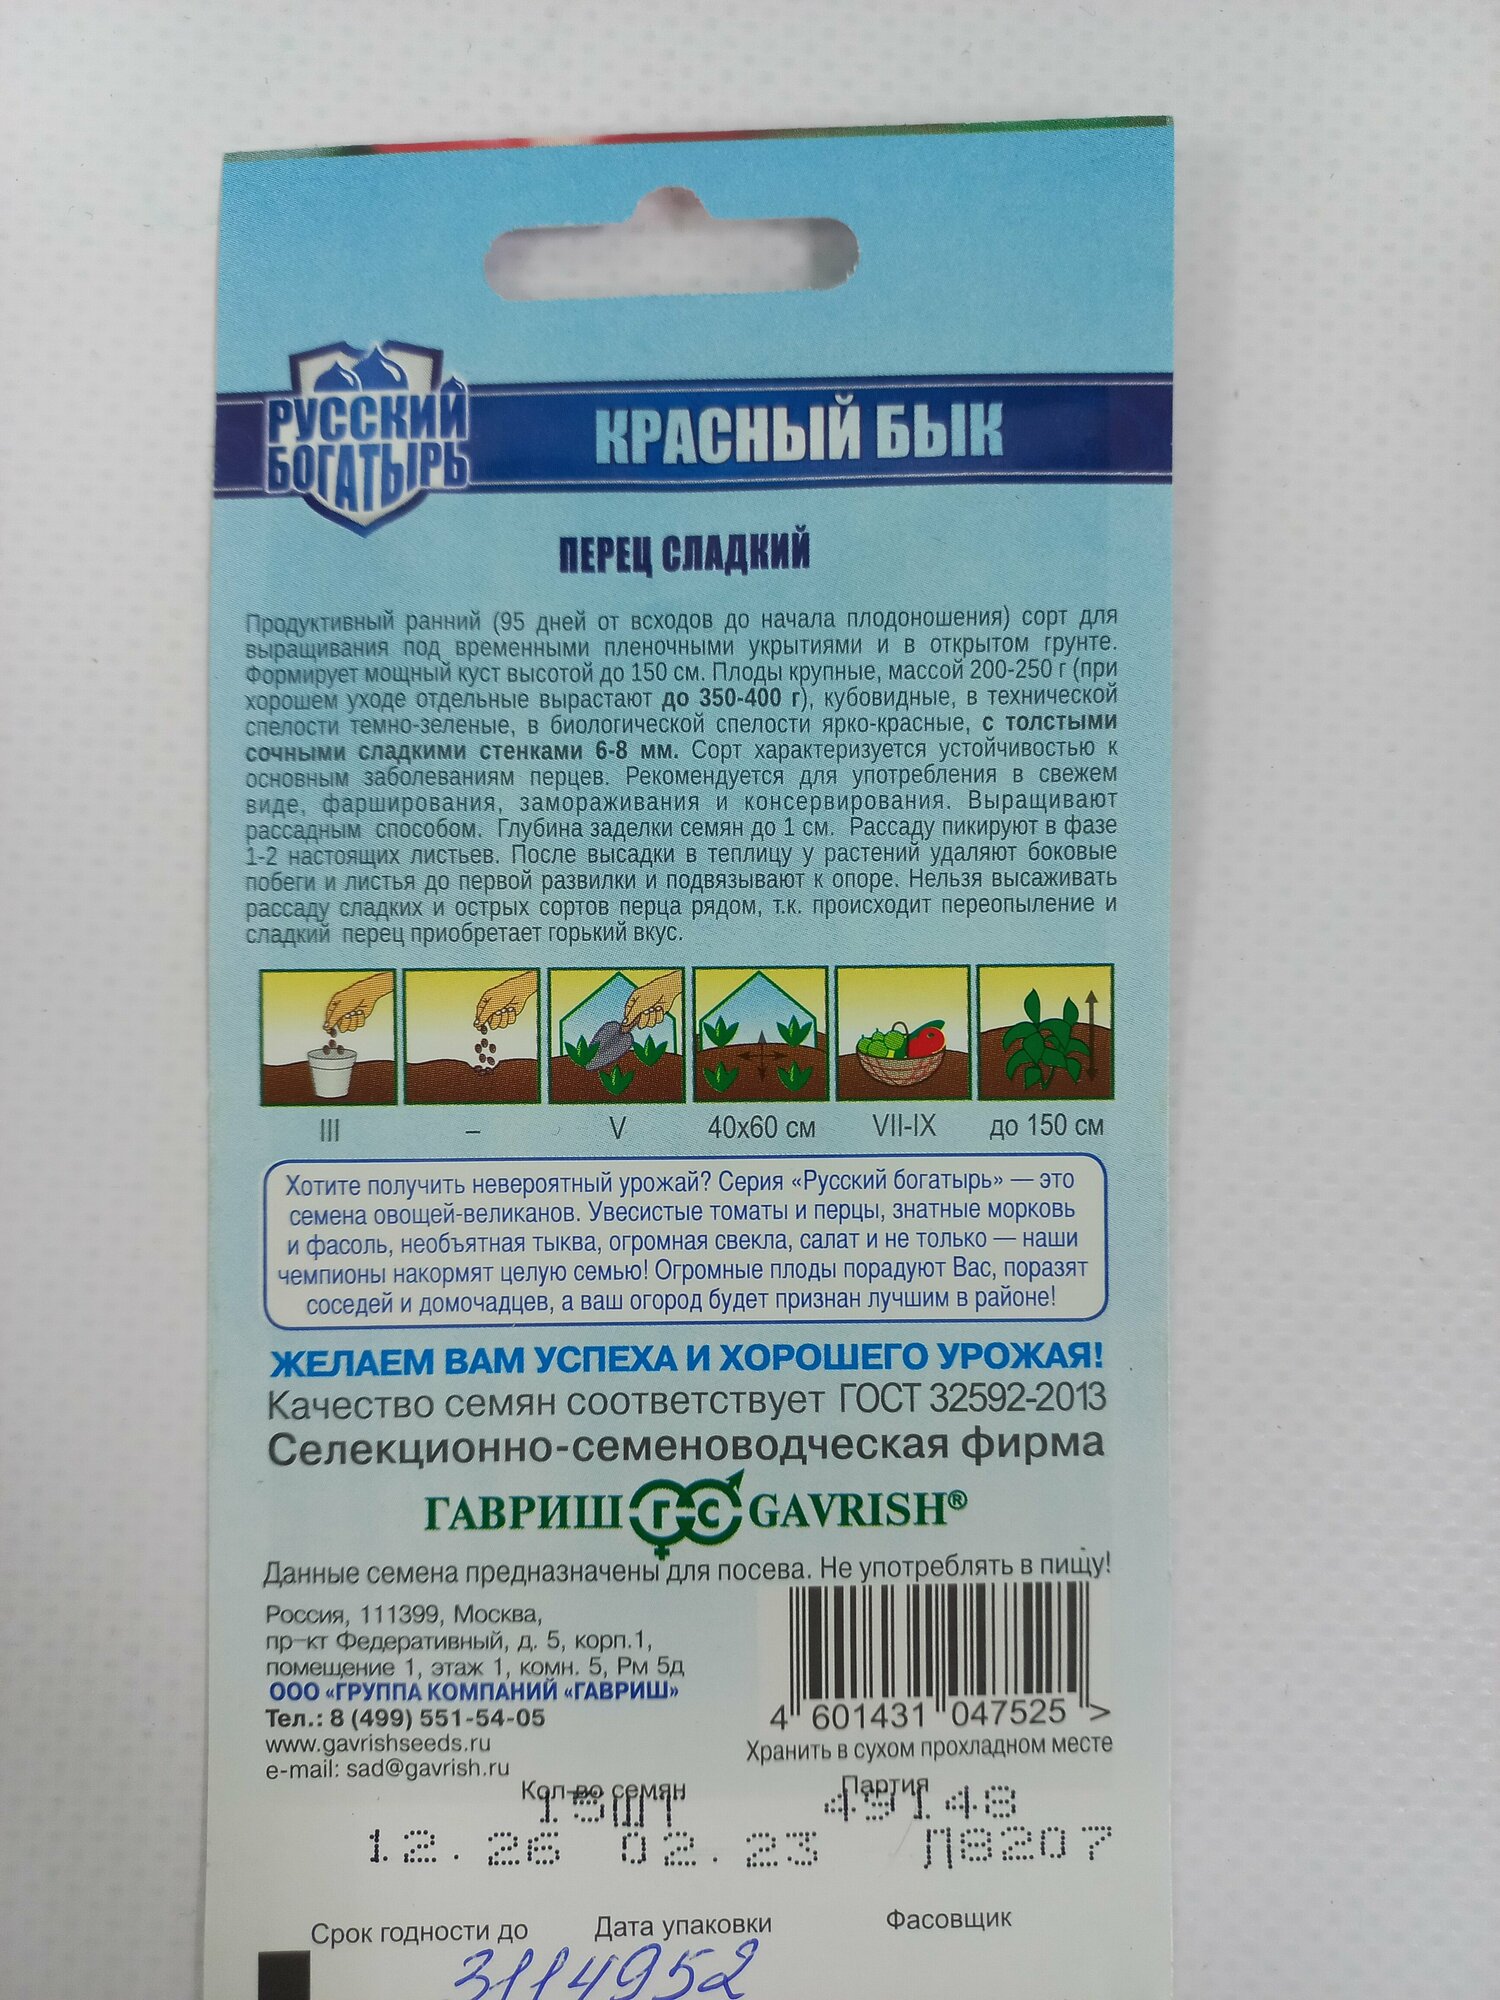 РУССКИЙ
БОГАТЫРЬ
КРАСНЫЙ БЫК
ПЕРЕЦ СЛАДКИЙ
Продуктивный ранний (95 дней от всходов до начала плодоношения) сорт для
выращивания под временными пленочными укрытиями и в открытом грунте.
Формирует мощный куст высотой до 150 см. Плоды крупные, массой 200-250 г (при
хорошем уходе отдельные вырастают до 350-400 г), кубовидные, в технической
спелости темно-зеленые, в биологической спелости ярко-красные, с толстыми
сочными сладкими стенками 6-8 мм. Сорт характеризуется устойчивостью к
основным заболеваниям перцев. Рекомендуется для употребления в свежем
виде, фарширования, замораживания и консервирования. Выращивают
рассадным способом. Глубина заделки семян до 1 см. Рассаду пикируют в фазе
1-2 настоящих листьев. После высадки в теплицу у растений удаляют боковые
побеги и листья до первой развилки и подвязывают к опоре. Нельзя высаживать
рассаду сладких и острых сортов перца рядом, т.к. происходит переопыление и
сладкий перец приобретает горький вкус.
III – V 40х60 см VII-IX до 150 см
Хотите получить невероятный урожай? Серия «Русский богатырь» — это
семена овощей-великанов. Увесистые томаты и перцы, знатные морковь
и фасоль, необъятная тыква, огромная свекла, салат и не только — наши
чемпионы накормят целую семью! Огромные плоды порадуют Вас, поразят
соседей и домочадцев, а ваш огород будет признан лучшим в районе!
ЖЕЛАЕМ ВАМ УСПЕХА И ХОРОШЕГО УРОЖАЯ!
Качество семян соответствует ГОСТ 32592-2013
Селекционно-семеноводческая фирма
ГАВРИШ ГС GAVRISH®
Данные семена предназначены для посева. Не употреблять в пищу!
Россия, 111399, Москва,
пр-кт Федеративный, д. 5, корп.1,
помещение 1, этаж 1, комн. 5, Рм 5д
ООО «ГРУППА КОМПАНИЙ «ГАВРИШ»
Тел.: 8 (499) 551-54-05
www.gavrishseeds.ru
e-mail: sad@gavrish.ru
4 601431 047525 >
Хранить в сухом прохладном месте
Кол-во семян Партия
15шт 49148
12.26 02.23 Л8207
Срок годности до Дата упаковки Фасовщик
3114952